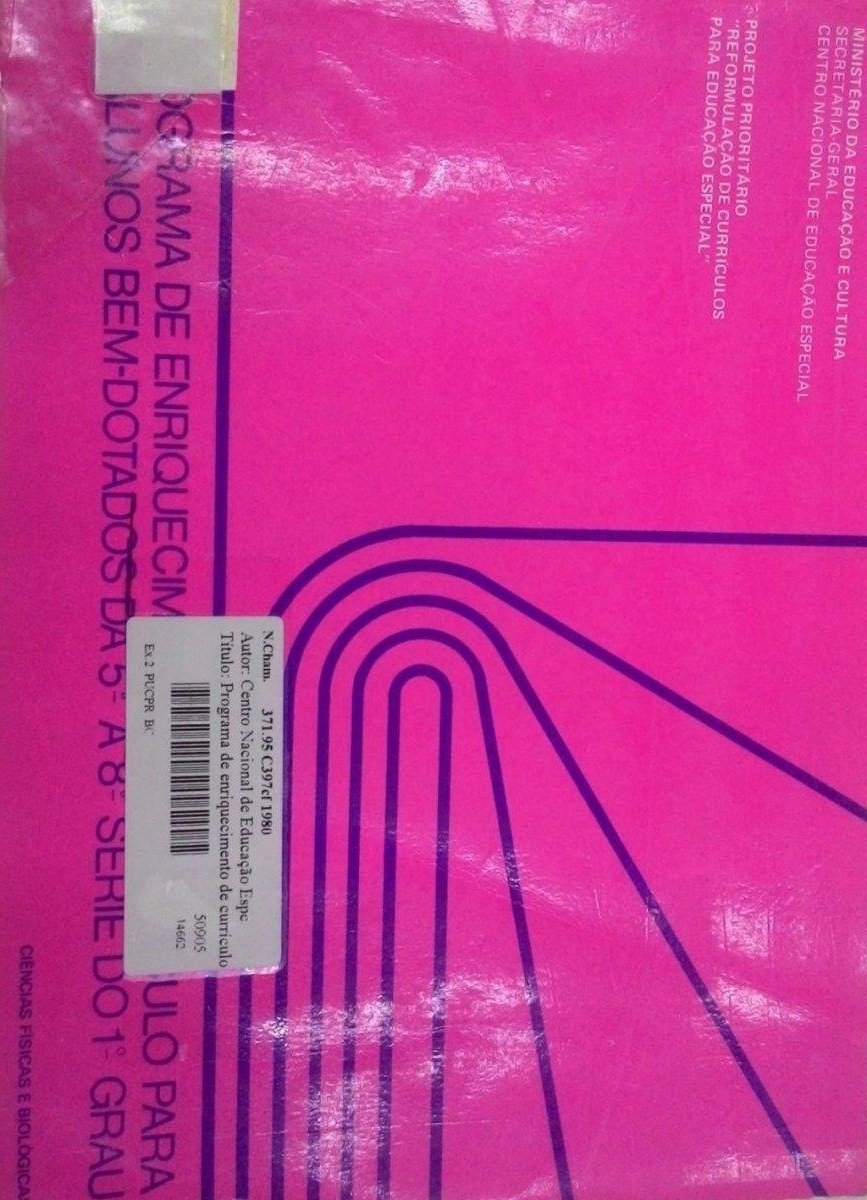 MINISTÉRIO DA EDUCAÇÃO E CULTURA
SECRETARIA-GERAL
CENTRO NACIONAL DE EDUCAÇÃO ESPECIAL
PROJETO PRIORITÁRIO
"REFORMULAÇÃO DE CURRÍCULOS
PARA EDUCAÇÃO ESPECIAL"
N.Cham. 371.95 C397cf 1980
Autor: Centro Nacional de Educação Espe
Título: Programa de enriquecimento de currículo
50905
14662
Ex.2 PUCPR BC
OGRAMA DE ENRIQUECIM ULO PARA
LUNOS BEM-DOTADOS DA 5ª A 8ª SÉRIE DO 1º GRAU
CIÊNCIAS FÍSICAS E BIOLÓGICA